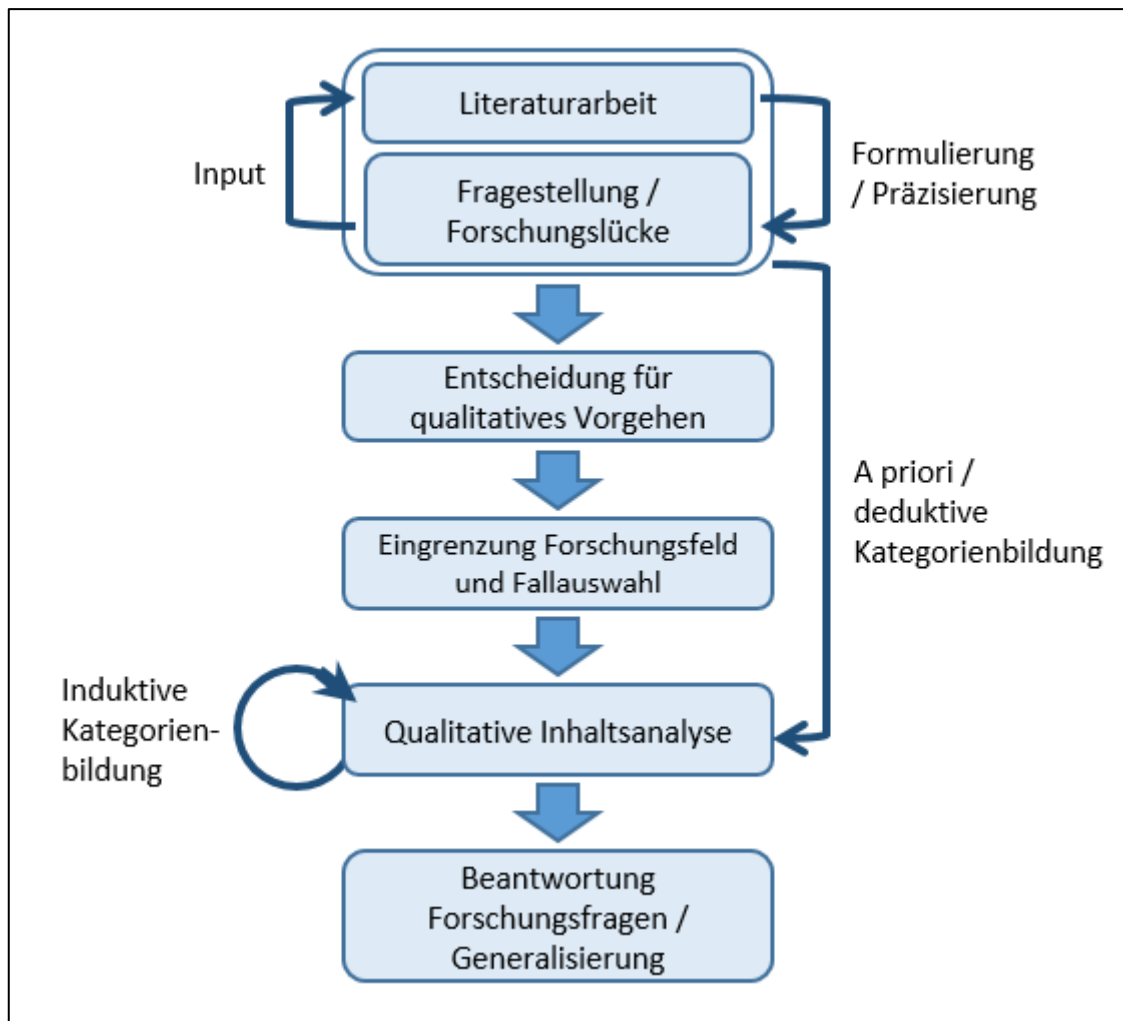 Literaturarbeit
Input
Fragestellung /
Forschungslücke
Formulierung
/ Präzisierung
Entscheidung für
qualitatives Vorgehen
A priori /
deduktive
Kategorienbildung
Eingrenzung Forschungsfeld
und Fallauswahl
Induktive
Kategorien-
bildung
Qualitative Inhaltsanalyse
Beantwortung
Forschungsfragen /
Generalisierung